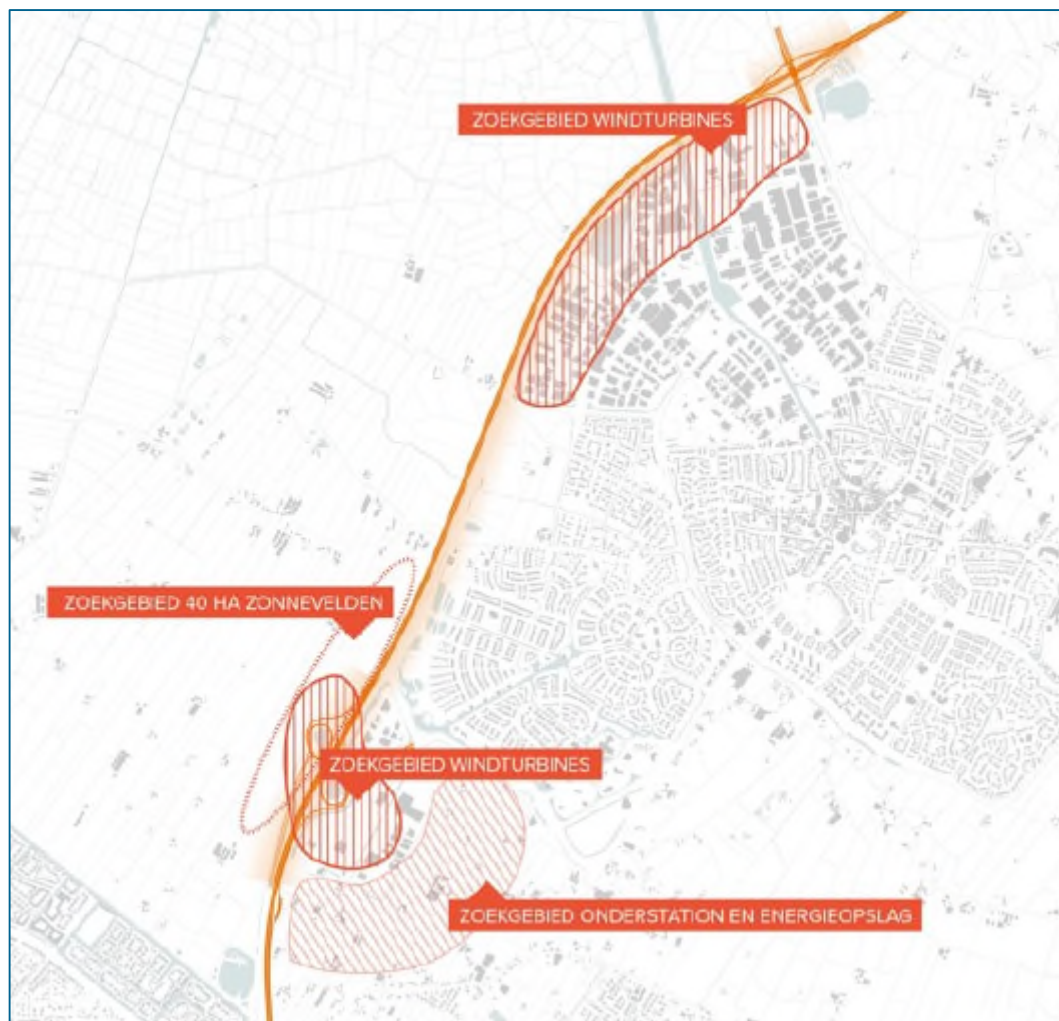 ZOEKGEBIED WINDTURBINES
ZOEKGEBIED 40 HA ZONNEVELDEN
ZOEKGEBIED WINDTURBINES
ZOEKGEBIED ONDERSTATION EN ENERGIEOPSLAG